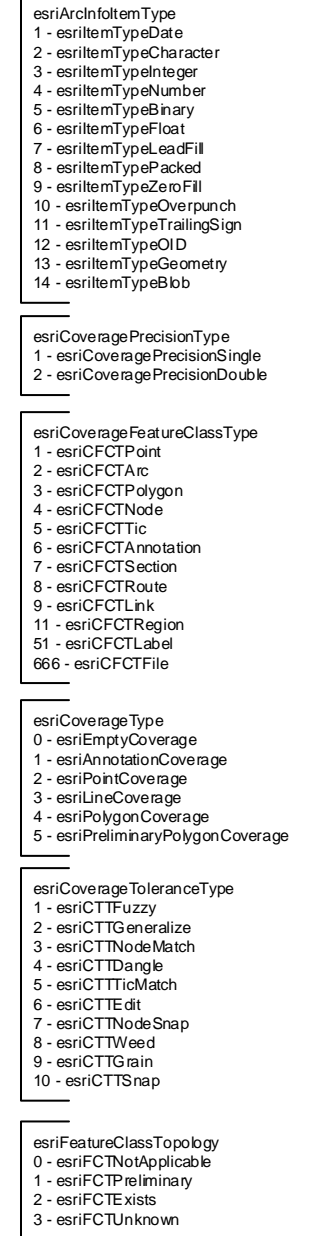 esriArcInfoItemType
1 - esriItemTypeDate
2 - esriItemTypeCharacter
3 - esriItemTypeInteger
4 - esriItemTypeNumber
5 - esriItemTypeBinary
6 - esriItemTypeFloat
7 - esriItemTypeLeadFill
8 - esriItemTypePacked
9 - esriItemTypeZeroFill
10 - esriItemTypeOverpunch
11 - esriItemTypeTrailingSign
12 - esriItemTypeOID
13 - esriItemTypeGeometry
14 - esriItemTypeBlob
esriCoveragePrecisionType
1 - esriCoveragePrecisionSingle
2 - esriCoveragePrecisionDouble
esriCoverageFeatureClassType
1 - esriCFCTPoint
2 - esriCFCTArc
3 - esriCFCTPolygon
4 - esriCFCTNode
5 - esriCFCTTic
6 - esriCFCTAnnotation
7 - esriCFCTSection
8 - esriCFCTRoute
9 - esriCFCTLink
11 - esriCFCTRegion
51 - esriCFCTLabel
666 - esriCFCTFile
esriCoverageType
0 - esriEmptyCoverage
1 - esriAnnotationCoverage
2 - esriPointCoverage
3 - esriLineCoverage
4 - esriPolygonCoverage
5 - esriPreliminaryPolygonCoverage
esriCoverageToleranceType
1 - esriCTTFuzzy
2 - esriCTTGeneralize
3 - esriCTTNodeMatch
4 - esriCTTDangle
5 - esriCTTTicMatch
6 - esriCTTEdit
7 - esriCTTNodeSnap
8 - esriCTTWeed
9 - esriCTTGrain
10 - esriCTTSnap
esriFeatureClassTopology
0 - esriFCTNotApplicable
1 - esriFCTPreliminary
2 - esriFCTExists
3 - esriFCTUnknown